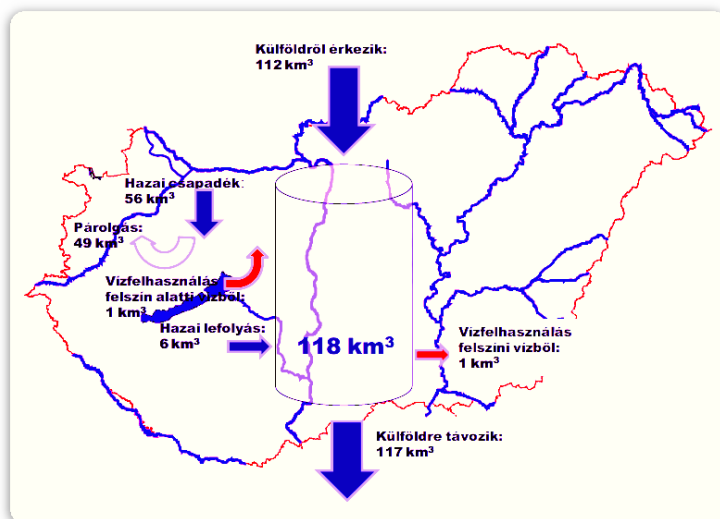 Külföldről érkezik:
112 km³
Hazai csapadék:
56 km³
Párolgás:
49 km³
Vízfelhasználás
felszín alatti vízből:
1 km³
Hazai lefolyás:
6 km³
118 km³
Vízfelhasználás
felszíni vízből:
1 km³
Külföldre távozik:
117 km³